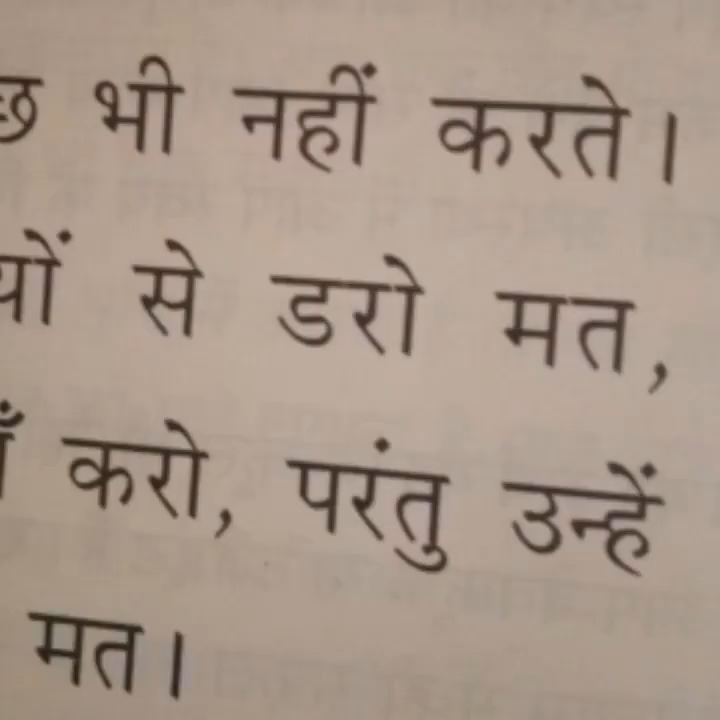 भी नहीं करते।
से डरो मत,
करो, परंतु उन्हें
मत।